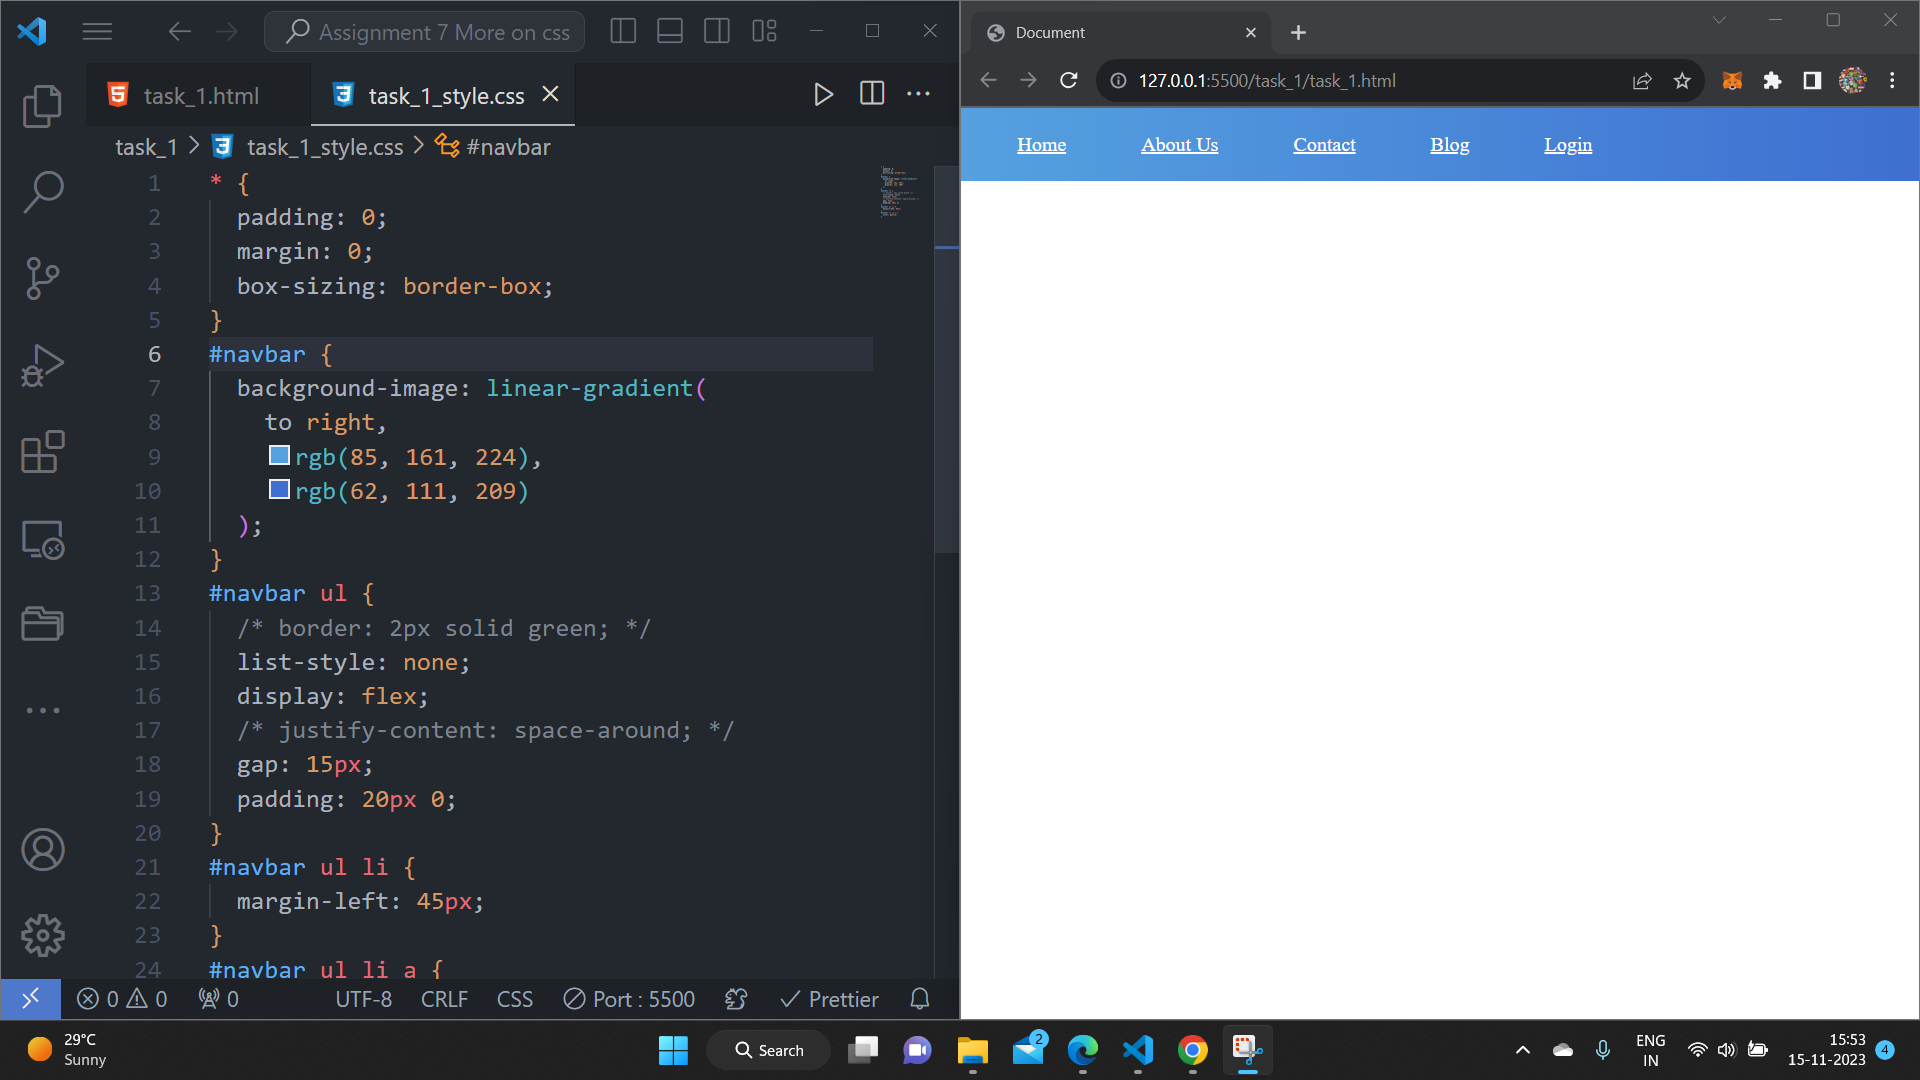 Assignment 7 More on css
task_1.html
task_1_style.css
task_1 > task_1_style.css > #navbar
1 * {
2 padding: 0;
3 margin: 0;
4 box-sizing: border-box;
5 }
6 #navbar {
7 background-image: linear-gradient(
8 to right,
9 rgb(85, 161, 224),
10 rgb(62, 111, 209)
11 );
12 }
13 #navbar ul {
14 /* border: 2px solid green; */
15 list-style: none;
16 display: flex;
17 /* justify-content: space-around; */
18 gap: 15px;
19 padding: 20px 0;
20 }
21 #navbar ul li {
22 margin-left: 45px;
23 }
24 #navbar ul li a {
0 0 0 UTF-8 CRLF CSS Port : 5500 Prettier
Document
127.0.0.1:5500/task_1/task_1.html
Home About Us Contact Blog Login
29°C
Sunny
Search
2
ENG
IN
15:53
15-11-2023
4